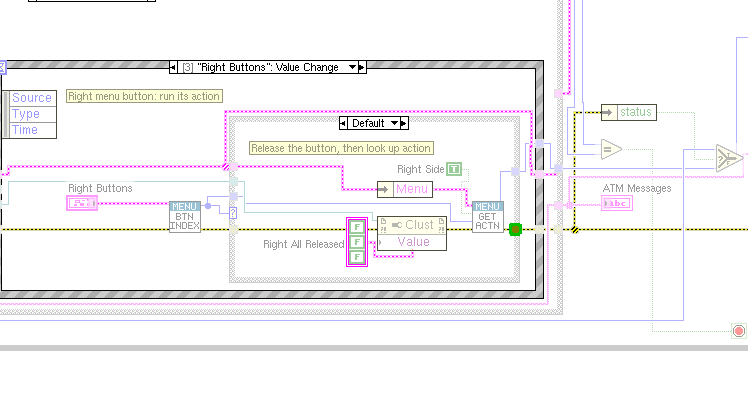 [3] "Right Buttons": Value Change
Source
Type
Time
Right menu button: run its action
Default
Release the button, then look up action
status
=
?
Right Side
T
Menu
Right Buttons
ATM Messages
abc
MENU
BTN
INDEX
?
MENU
GET
ACTN
Right All Released
F
F
F
Clust
Value